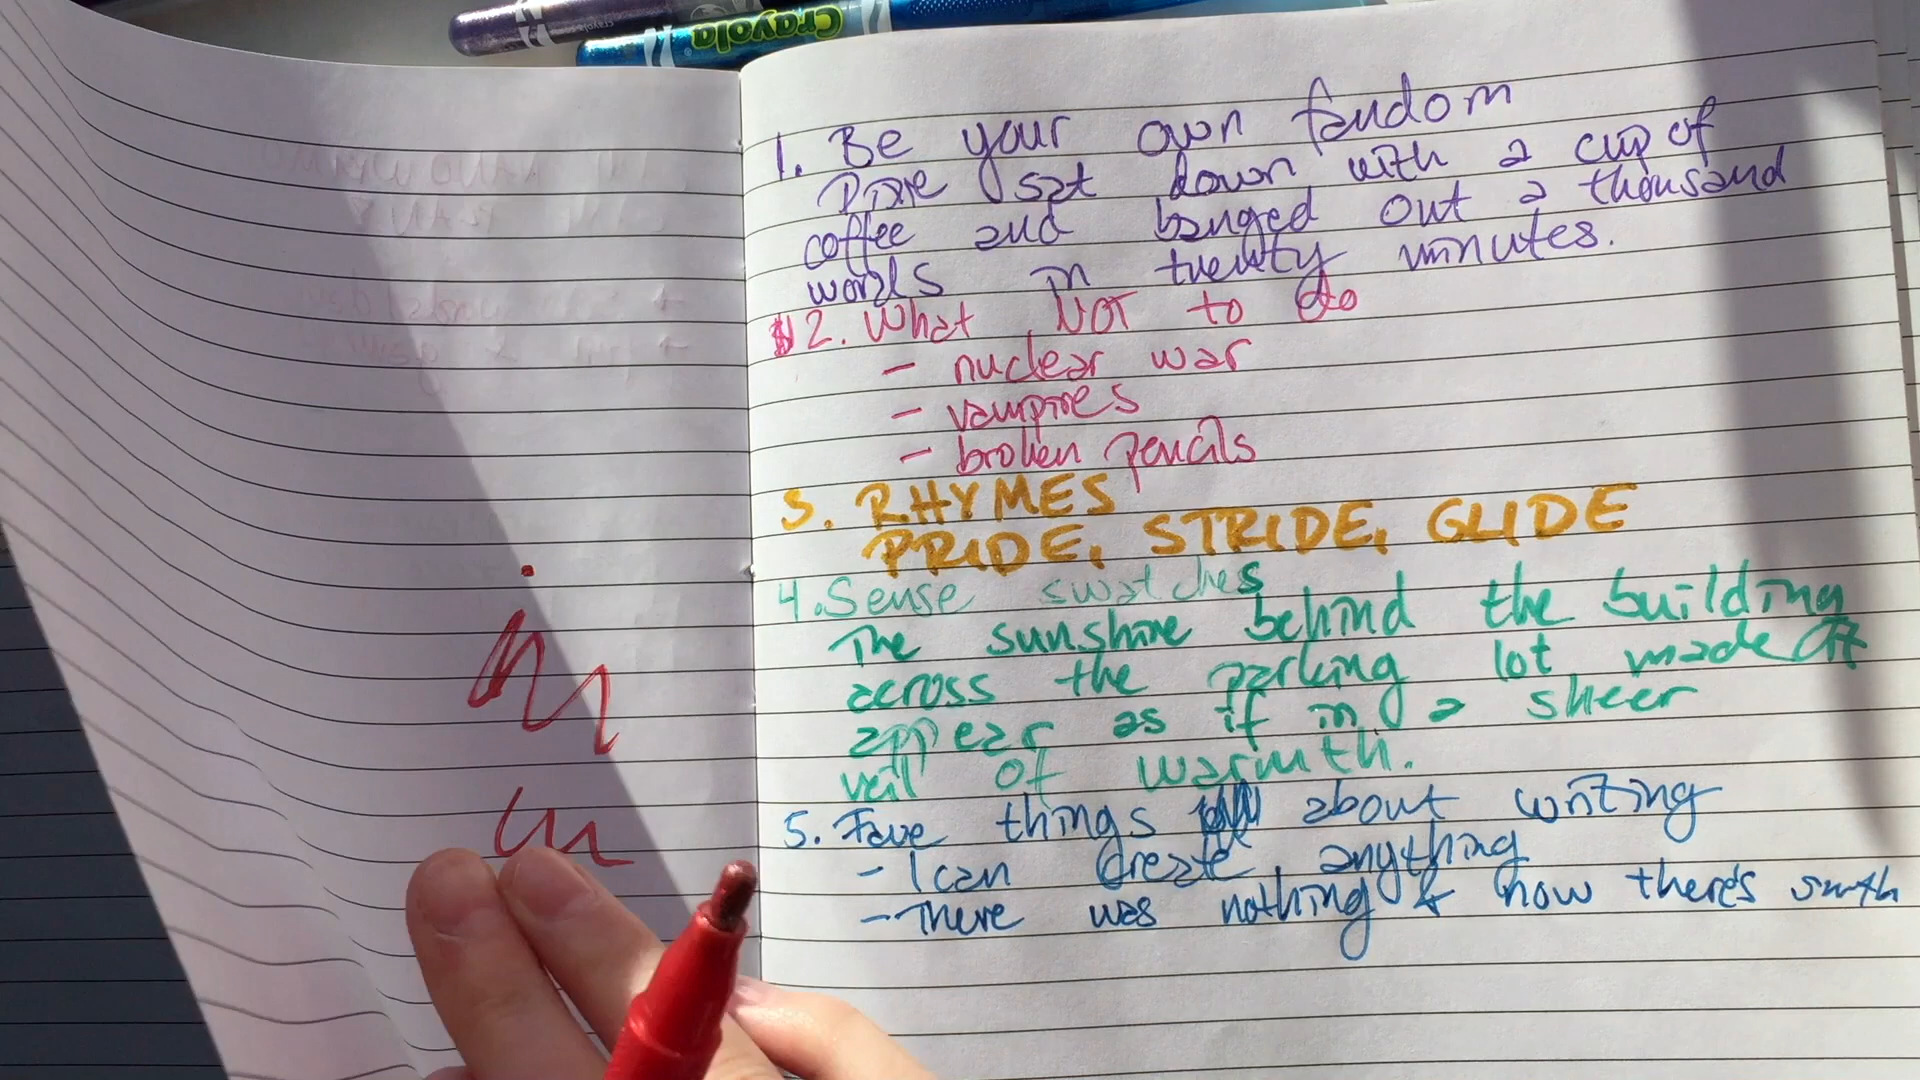 Crayola
1. Be your own fandom
Pixie sat down with a cup of
coffee and banged out a thousand
words in twenty minutes.
2. What NOT to do
- nuclear war
- vampires
- broken pencils
3. RHYMES
PRIDE, STRIDE, GLIDE
4. Sense swatches
The sunshine behind the building
across the parking lot made it
appear as if in a sheer
veil of warmth.
5. Fave things about writing
- I can create anything
- There was nothing & now there's smth